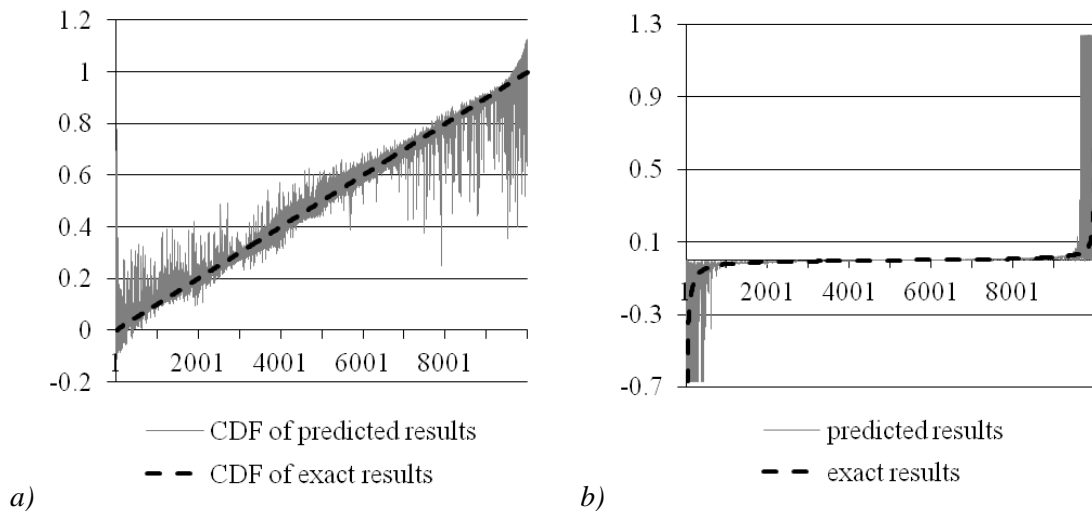 1.2
1
0.8
0.6
0.4
0.2
0
-0.2
1 2001 4001 6001 8001
CDF of predicted results
CDF of exact results
a)
1.3
0.9
0.5
0.1
-0.3
-0.7
1 2001 4001 6001 8001
predicted results
exact results
b)